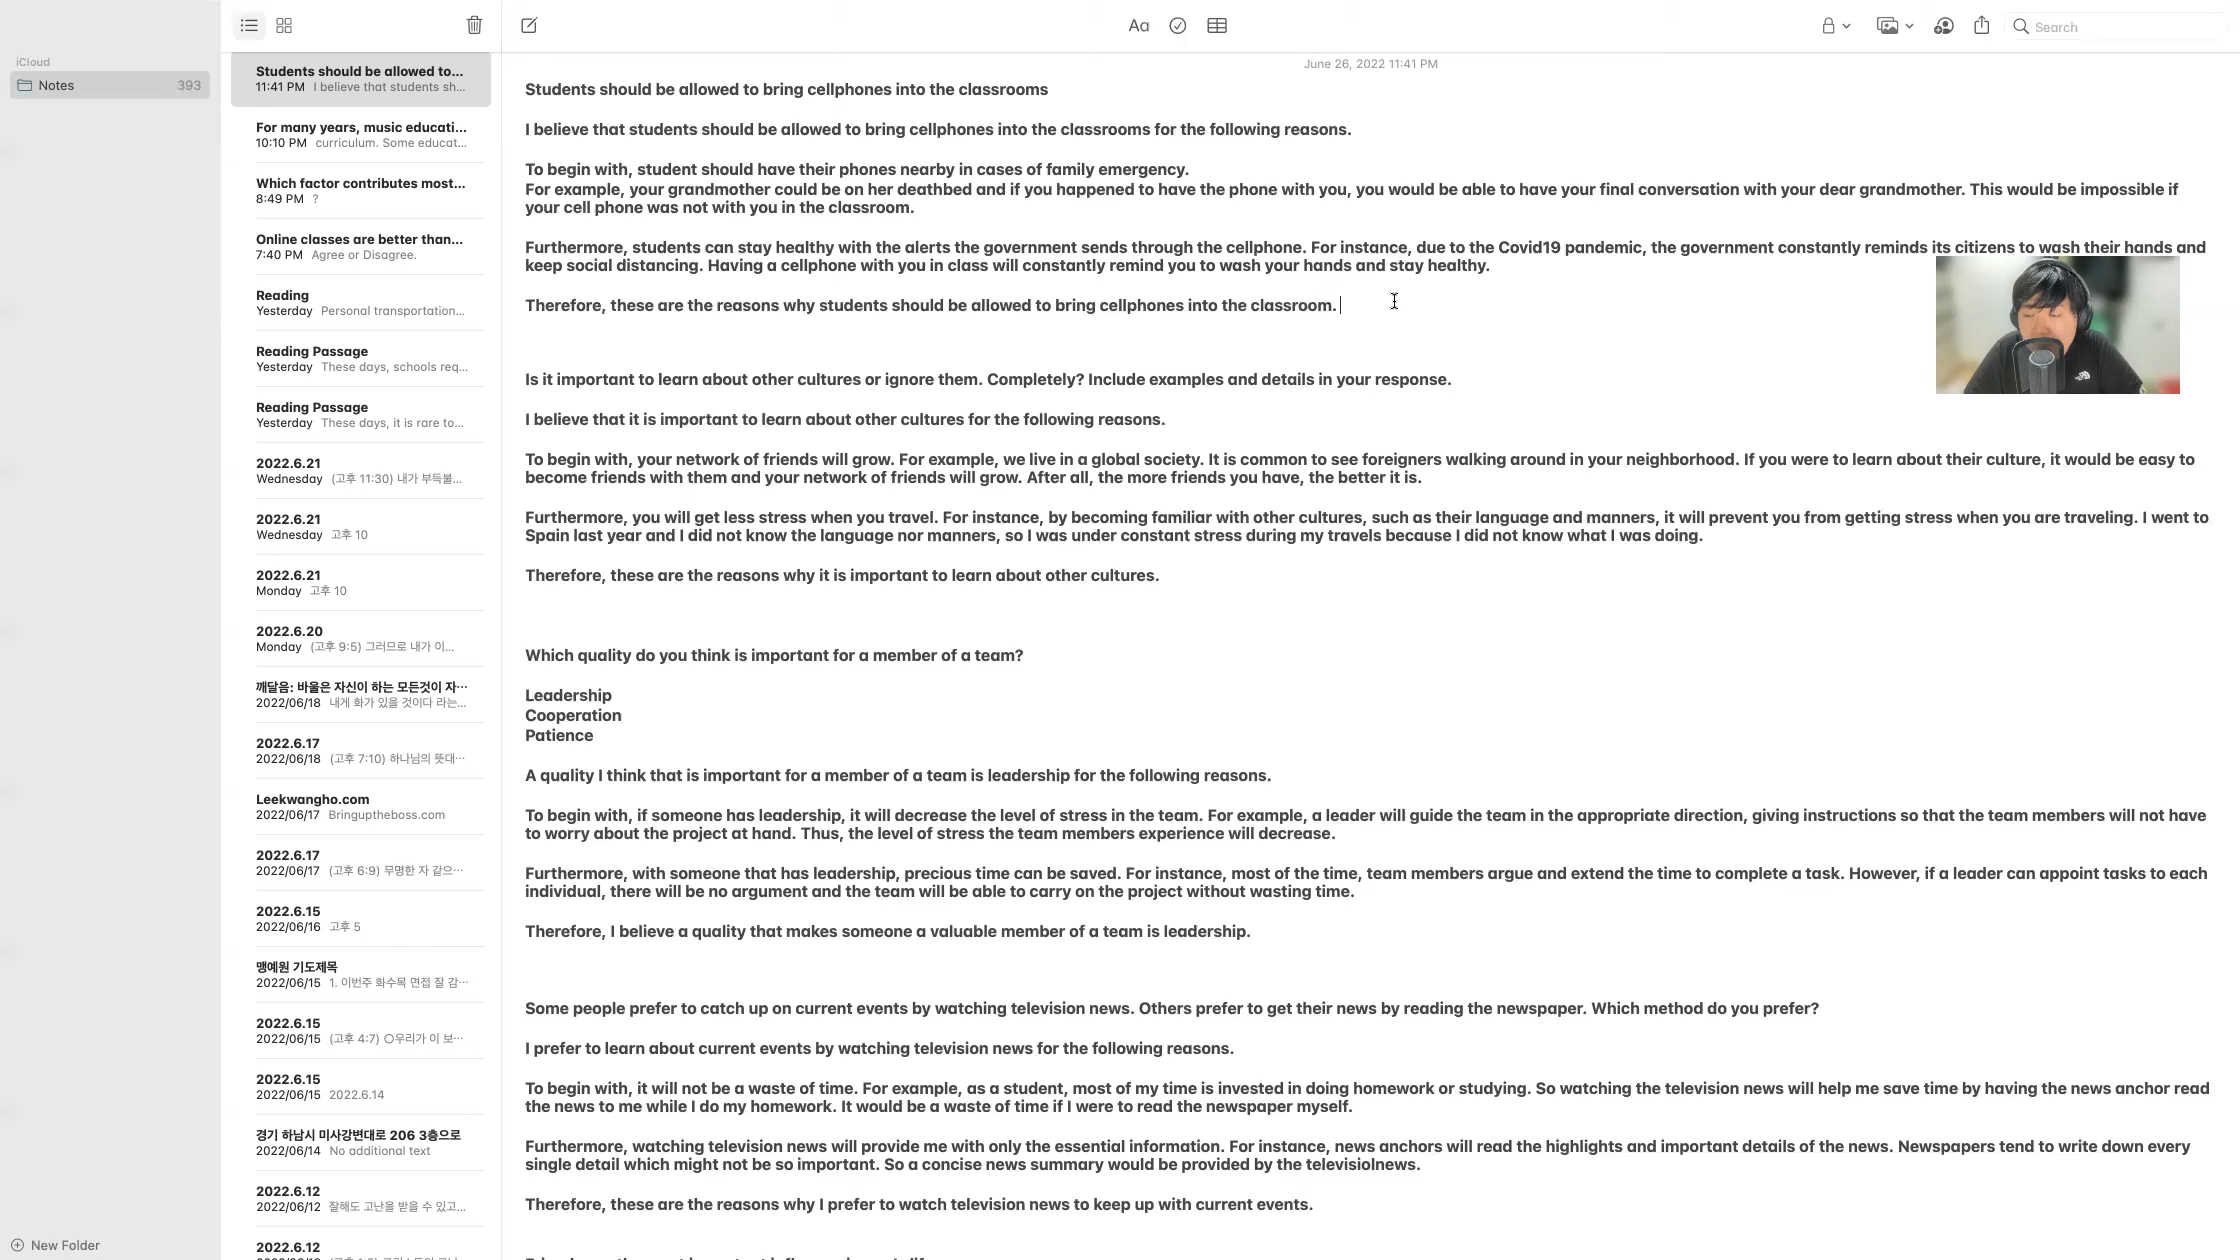 Search
June 26, 2022 11:41 PM
iCloud
Notes 393
Students should be allowed to...
11:41 PM I believe that students sh...
For many years, music educati...
10:10 PM curriculum. Some educat...
Which factor contributes most...
8:49 PM ?
Online classes are better than...
7:40 PM Agree or Disagree.
Reading
Yesterday Personal transportation...
Reading Passage
Yesterday These days, schools req...
Reading Passage
Yesterday These days, it is rare to...
2022.6.21
Wednesday (고후 11:30) 내가 부득불...
2022.6.21
Wednesday 고후 10
2022.6.21
Monday 고후 10
2022.6.20
Monday (고후 9:5) 그러므로 내가 이...
깨달음: 바울은 자신이 하는 모든것이 자···
2022/06/18 내게 화가 있을 것이다 라는...
2022.6.17
2022/06/18 (고후 7:10) 하나님의 뜻대···
Leekwangho.com
2022/06/17 Bringuptheboss.com
2022.6.17
2022/06/17 (고후 6:9) 무명한 자 같으···
2022.6.15
2022/06/16 고후 5
맹예원 기도제목
2022/06/15 1. 이번주 화수목 면접 잘 감···
2022.6.15
2022/06/15 (고후 4:7) ○우리가 이 보···
2022.6.15
2022/06/15 2022.6.14
경기 하남시 미사강변대로 206 3층으로
2022/06/14 No additional text
2022.6.12
2022/06/12 잘해도 고난을 받을 수 있고...
2022.6.12
New Folder
Students should be allowed to bring cellphones into the classrooms
I believe that students should be allowed to bring cellphones into the classrooms for the following reasons.
To begin with, student should have their phones nearby in cases of family emergency.
For example, your grandmother could be on her deathbed and if you happened to have the phone with you, you would be able to have your final conversation with your dear grandmother. This would be impossible if
your cell phone was not with you in the classroom.
Furthermore, students can stay healthy with the alerts the government sends through the cellphone. For instance, due to the Covid19 pandemic, the government constantly reminds its citizens to wash their hands and
keep social distancing. Having a cellphone with you in class will constantly remind you to wash your hands and stay healthy.
Therefore, these are the reasons why students should be allowed to bring cellphones into the classroom.
Is it important to learn about other cultures or ignore them. Completely? Include examples and details in your response.
I believe that it is important to learn about other cultures for the following reasons.
To begin with, your network of friends will grow. For example, we live in a global society. It is common to see foreigners walking around in your neighborhood. If you were to learn about their culture, it would be easy to
become friends with them and your network of friends will grow. After all, the more friends you have, the better it is.
Furthermore, you will get less stress when you travel. For instance, by becoming familiar with other cultures, such as their language and manners, it will prevent you from getting stress when you are traveling. I went to
Spain last year and I did not know the language nor manners, so I was under constant stress during my travels because I did not know what I was doing.
Therefore, these are the reasons why it is important to learn about other cultures.
Which quality do you think is important for a member of a team?
Leadership
Cooperation
Patience
A quality I think that is important for a member of a team is leadership for the following reasons.
To begin with, if someone has leadership, it will decrease the level of stress in the team. For example, a leader will guide the team in the appropriate direction, giving instructions so that the team members will not have
to worry about the project at hand. Thus, the level of stress the team members experience will decrease.
Furthermore, with someone that has leadership, precious time can be saved. For instance, most of the time, team members argue and extend the time to complete a task. However, if a leader can appoint tasks to each
individual, there will be no argument and the team will be able to carry on the project without wasting time.
Therefore, I believe a quality that makes someone a valuable member of a team is leadership.
Some people prefer to catch up on current events by watching television news. Others prefer to get their news by reading the newspaper. Which method do you prefer?
I prefer to learn about current events by watching television news for the following reasons.
To begin with, it will not be a waste of time. For example, as a student, most of my time is invested in doing homework or studying. So watching the television news will help me save time by having the news anchor read
the news to me while I do my homework. It would be a waste of time if I were to read the newspaper myself.
Furthermore, watching television news will provide me with only the essential information. For instance, news anchors will read the highlights and important details of the news. Newspapers tend to write down every
single detail which might not be so important. So a concise news summary would be provided by the televisiolnews.
Therefore, these are the reasons why I prefer to watch television news to keep up with current events.